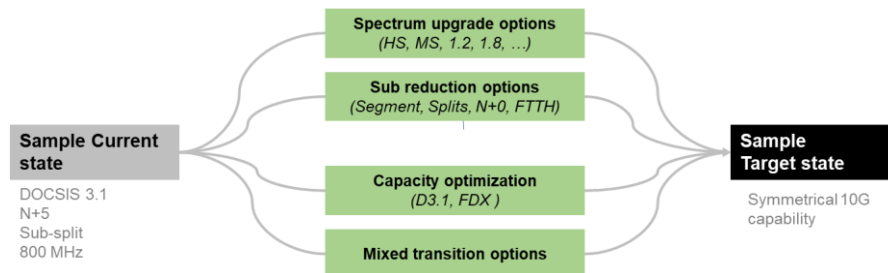 Spectrum upgrade options
(HS, MS, 1.2, 1.8, …)
Sub reduction options
(Segment, Splits, N+0, FTTH)
Sample Current
state
DOCSIS 3.1
N+5
Sub-split
800 MHz
Capacity optimization
(D3.1, FDX )
Mixed transition options
Sample
Target state
Symmetrical 10G
capability